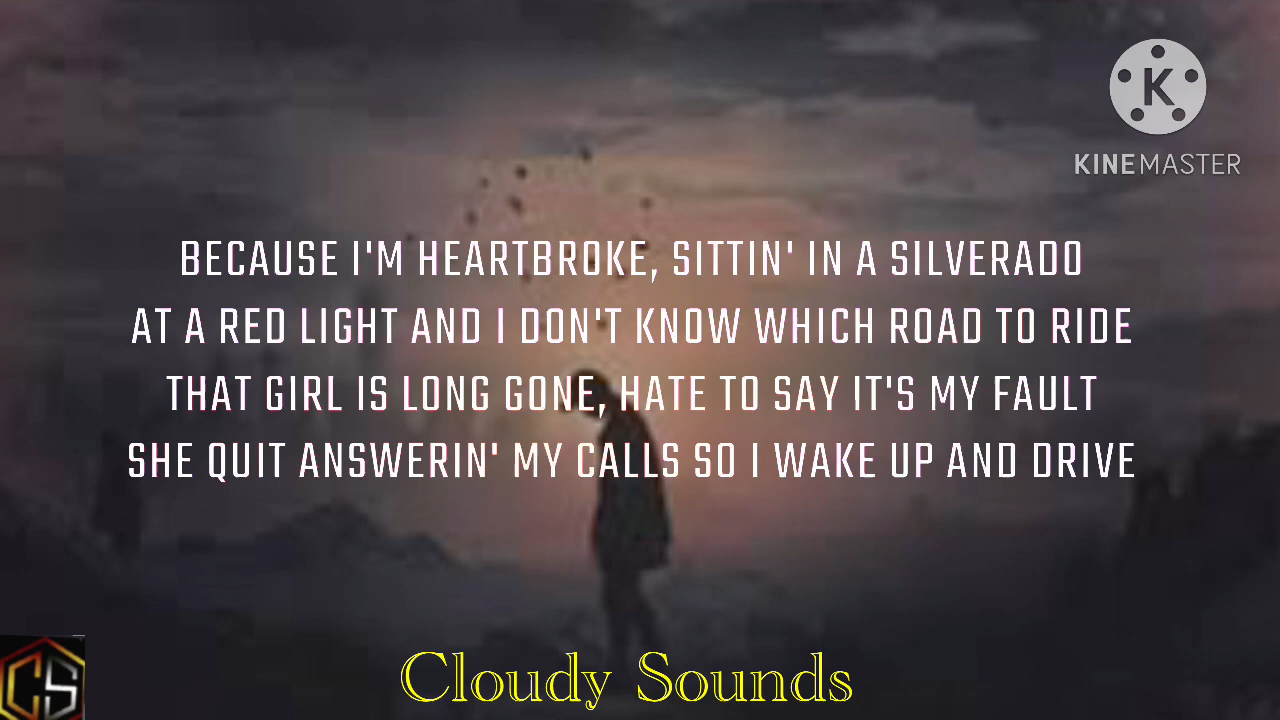 K
KINEMASTER
BECAUSE I'M HEARTBROKE, SITTIN' IN A SILVERADO
AT A RED LIGHT AND I DON'T KNOW WHICH ROAD TO RIDE
THAT GIRL IS LONG GONE, HATE TO SAY IT'S MY FAULT
SHE QUIT ANSWERIN' MY CALLS SO I WAKE UP AND DRIVE
CS
Cloudy Sounds